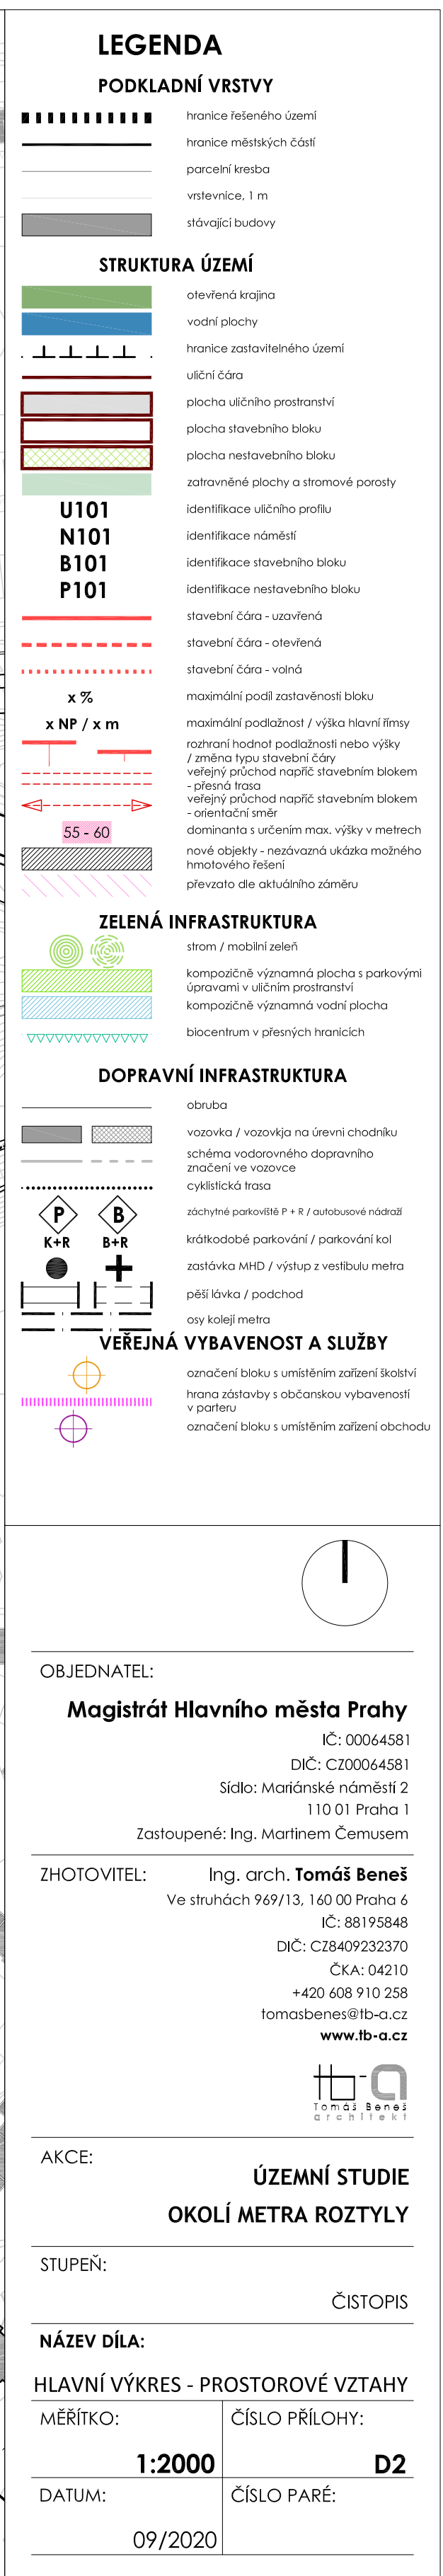 LEGENDA
PODKLADNÍ VRSTVY
hranice řešeného území
hranice městských částí
parcelní kresba
vrstevnice, 1 m
stávající budovy
STRUKTURA ÚZEMÍ
otevřená krajina
vodní plochy
hranice zastavitelného území
uliční čára
plocha uličního prostranství
plocha stavebního bloku
plocha nestavebního bloku
zatravněné plochy a stromové porosty
U101 identifikace uličního profilu
N101 identifikace náměstí
B101 identifikace stavebního bloku
P101 identifikace nestavebního bloku
stavební čára - uzavřená
stavební čára - otevřená
stavební čára - volná
x % maximální podíl zastavěnosti bloku
x NP / x m maximální podlažnost / výška hlavní římsy
rozhraní hodnot podlažnosti nebo výšky
/ změna typu stavební čáry
veřejný průchod napříč stavebním blokem
- přesná trasa
veřejný průchod napříč stavebním blokem
- orientační směr
55 - 60 dominanta s určením max. výšky v metrech
nové objekty - nezávazná ukázka možného
hmotového řešení
převzato dle aktuálního záměru
ZELENÁ INFRASTRUKTURA
strom / mobilní zeleň
kompozičně významná plocha s parkovými
úpravami v uličním prostranství
kompozičně významná vodní plocha
biocentrum v přesných hranicích
DOPRAVNÍ INFRASTRUKTURA
obruba
vozovka / vozovkja na úrevni chodníku
schéma vodorovného dopravního
značení ve vozovce
cyklistická trasa
P B záchytné parkoviště P + R / autobusové nádraží
K+R B+R krátkodobé parkování / parkování kol
zastávka MHD / výstup z vestibulu metra
pěší lávka / podchod
osy kolejí metra
VEŘEJNÁ VYBAVENOST A SLUŽBY
označení bloku s umístěním zařízení školství
hrana zástavby s občanskou vybaveností
v parteru
označení bloku s umístěním zařízení obchodu
OBJEDNATEL:
Magistrát Hlavního města Prahy
IČ: 00064581
DIČ: CZ00064581
Sídlo: Mariánské náměstí 2
110 01 Praha 1
Zastoupené: Ing. Martinem Čemusem
ZHOTOVITEL: Ing. arch. Tomáš Beneš
Ve struhách 969/13, 160 00 Praha 6
IČ: 88195848
DIČ: CZ8409232370
ČKA: 04210
+420 608 910 258
tomasbenes@tb-a.cz
www.tb-a.cz
tb-a
Tomáš Beneš
architekt
AKCE:
ÚZEMNÍ STUDIE
OKOLÍ METRA ROZTYLY
STUPEŇ:
ČISTOPIS
NÁZEV DÍLA:
HLAVNÍ VÝKRES - PROSTOROVÉ VZTAHY
MĚŘÍTKO: ČÍSLO PŘÍLOHY:
1:2000 D2
DATUM: ČÍSLO PARÉ:
09/2020